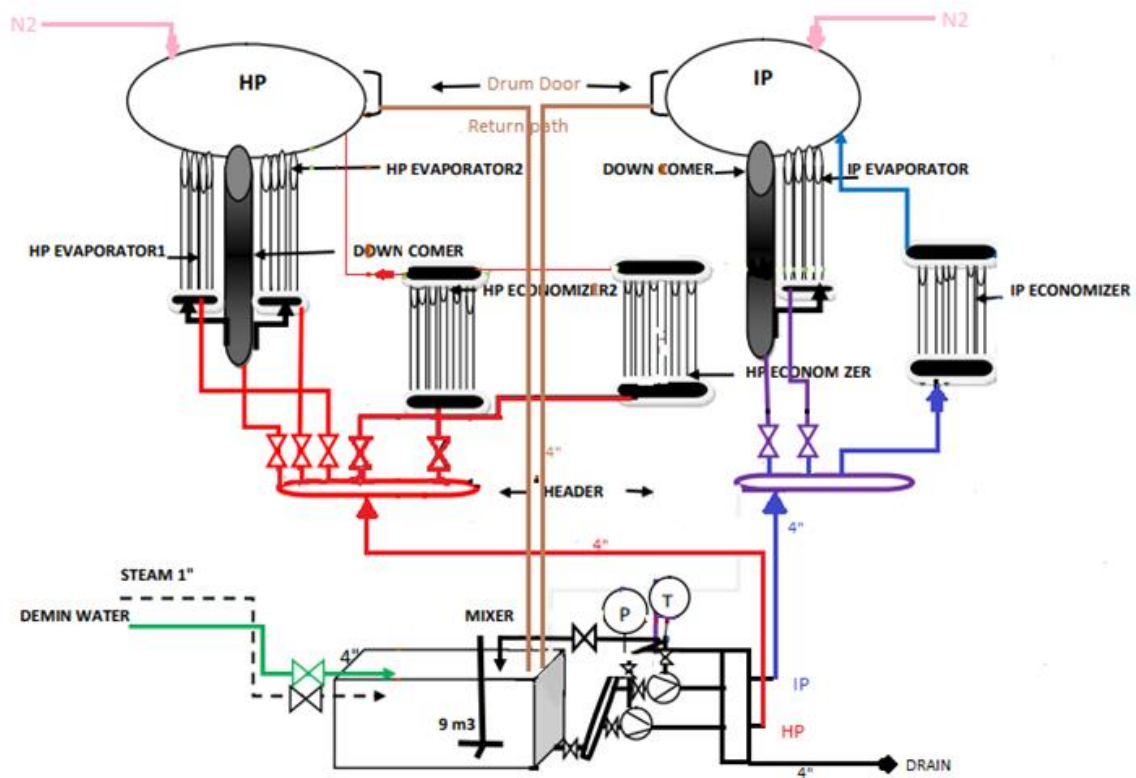 N2
N2
HP
IP
Drum Door
Return path
HP EVAPORATOR2
DOWN COMER
IP EVAPORATOR
HP EVAPORATOR1
DOWN COMER
HP ECONOMIZER2
IP ECONOMIZER
H
HP ECONOM ZER
4"
HEADER
4"
4"
STEAM 1"
DEMIN WATER
MIXER
P
T
4"
IP
9 m3
HP
4"
DRAIN